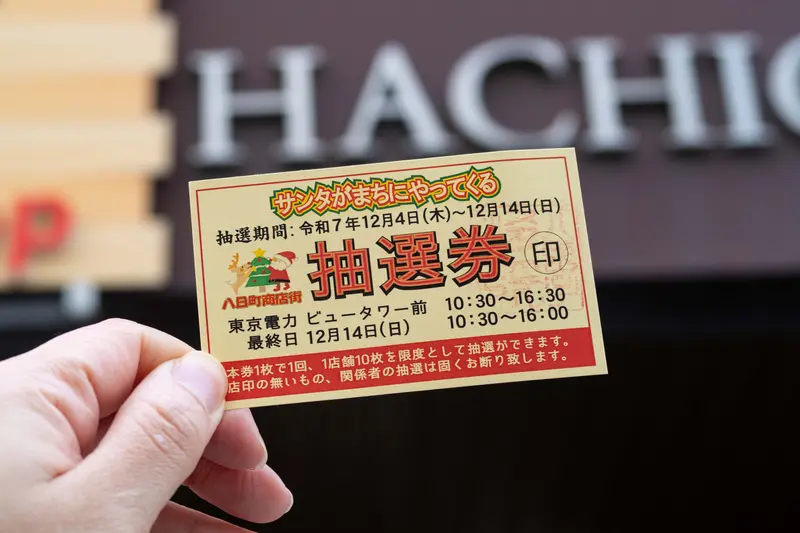 HACHIO
サンタがまちにやってくる
抽選期間:令和7年12月4日(木)~12月14日(日)
抽選券
印
八日町商店街
東京電力 ビュータワー前 10:30~16:30
最終日 12月14日(日) 10:30~16:00
本券1枚で1回、1店舗10枚を限度として抽選ができます。
店印の無いもの、関係者の抽選は固くお断り致します。
p